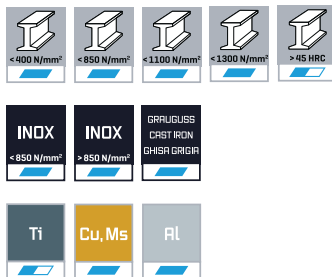 <400 N/mm² <850 N/mm² <1100 N/mm² <1300 N/mm² >45 HRC
INOX INOX GRAUGUSS
CAST IRON
GHISA GRIGIA
<850 N/mm² >850 N/mm²
Ti Cu, Ms Al